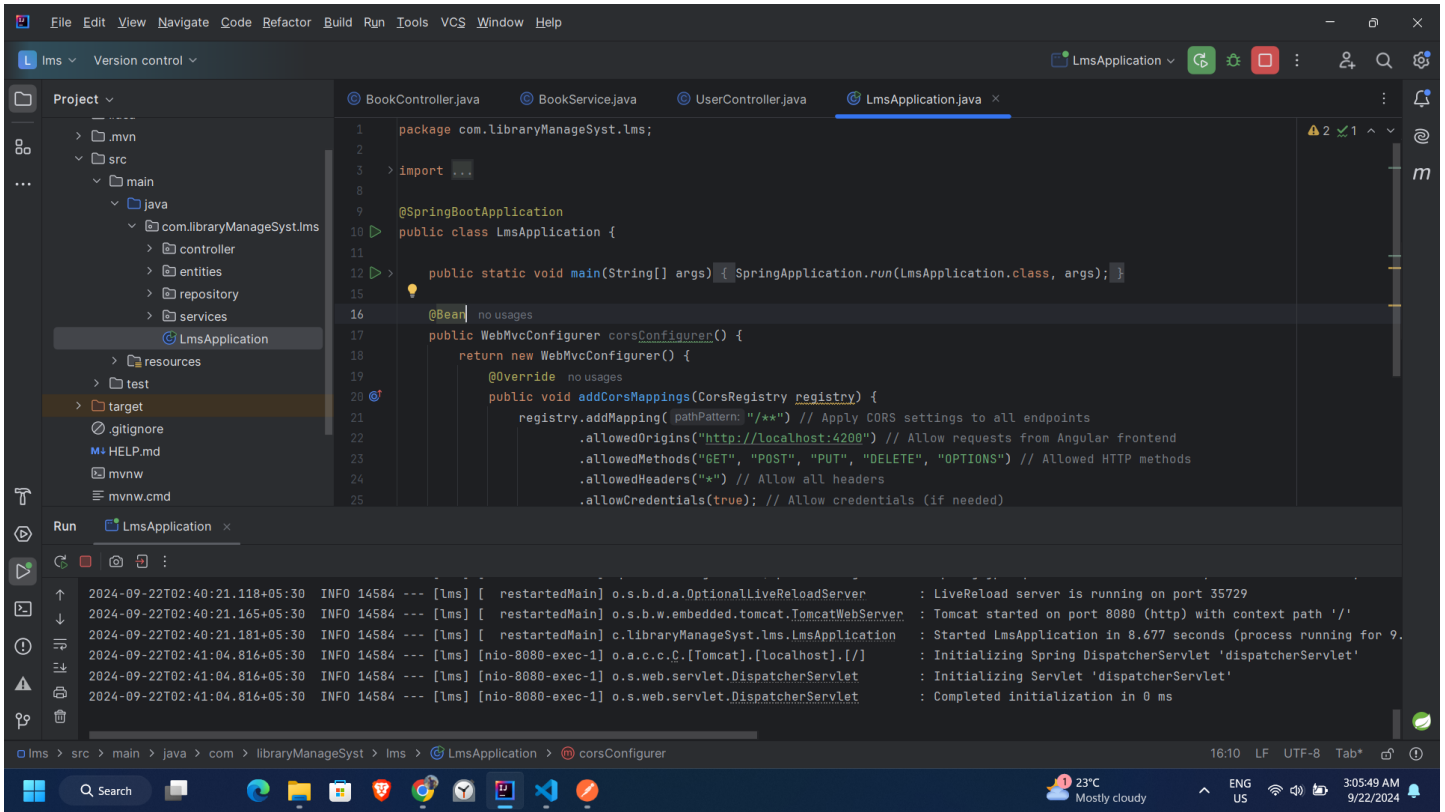 File Edit View Navigate Code Refactor Build Run Tools VCS Window Help
L lms Version control LmsApplication
Project
BookController.java BookService.java UserController.java LmsApplication.java
.mvn
src
main
java
com.libraryManageSyst.lms
controller
entities
repository
services
LmsApplication
resources
test
target
.gitignore
M↓ HELP.md
mvnw
mvnw.cmd
2 1
m
1 package com.libraryManageSyst.lms;
2
3 import ...
8
9 @SpringBootApplication
10 public class LmsApplication {
11
12 public static void main(String[] args) { SpringApplication.run(LmsApplication.class, args); }
15
16 @Bean no usages
17 public WebMvcConfigurer corsConfigurer() {
18 return new WebMvcConfigurer() {
19 @Override no usages
20 public void addCorsMappings(CorsRegistry registry) {
21 registry.addMapping( pathPattern: "/**") // Apply CORS settings to all endpoints
22 .allowedOrigins("http://localhost:4200") // Allow requests from Angular frontend
23 .allowedMethods("GET", "POST", "PUT", "DELETE", "OPTIONS") // Allowed HTTP methods
24 .allowedHeaders("*") // Allow all headers
25 .allowCredentials(true); // Allow credentials (if needed)
Run LmsApplication
2024-09-22T02:40:21.118+05:30 INFO 14584 --- [lms] [ restartedMain] o.s.b.d.a.OptionalLiveReloadServer : LiveReload server is running on port 35729
2024-09-22T02:40:21.165+05:30 INFO 14584 --- [lms] [ restartedMain] o.s.b.w.embedded.tomcat.TomcatWebServer : Tomcat started on port 8080 (http) with context path '/'
2024-09-22T02:40:21.181+05:30 INFO 14584 --- [lms] [ restartedMain] c.libraryManageSyst.lms.LmsApplication : Started LmsApplication in 8.677 seconds (process running for 9.
2024-09-22T02:41:04.816+05:30 INFO 14584 --- [lms] [nio-8080-exec-1] o.a.c.c.C.[Tomcat].[localhost].[/] : Initializing Spring DispatcherServlet 'dispatcherServlet'
2024-09-22T02:41:04.816+05:30 INFO 14584 --- [lms] [nio-8080-exec-1] o.s.web.servlet.DispatcherServlet : Initializing Servlet 'dispatcherServlet'
2024-09-22T02:41:04.816+05:30 INFO 14584 --- [lms] [nio-8080-exec-1] o.s.web.servlet.DispatcherServlet : Completed initialization in 0 ms
lms > src > main > java > com > libraryManageSyst > lms > LmsApplication > corsConfigurer 16:10 LF UTF-8 Tab*
Search
1
23°C
Mostly cloudy
ENG
US
3:05:49 AM
9/22/2024